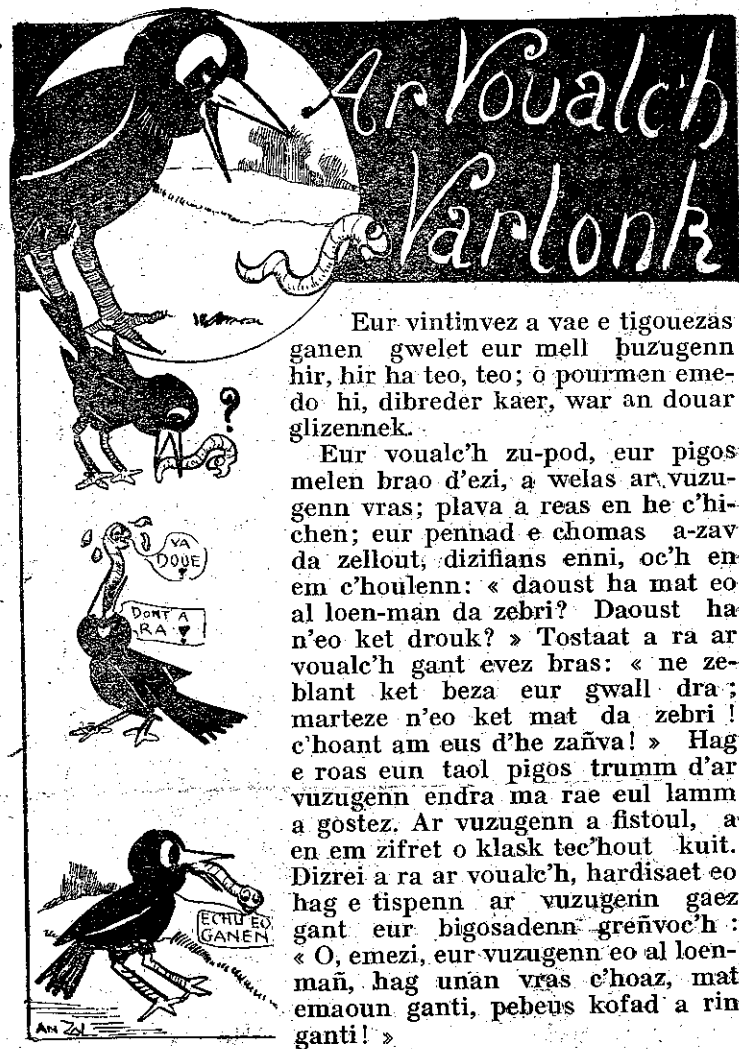 Ar Voualc'h
Varlonk
Eur vintinvez a vae e tigouezas
ganen gwelet eur mell buzugenn
hir, hir ha teo, teo; o pourmen eme-
do hi, dibreder kaer, war an douar
glizennek.
Eur voualc'h zu-pod, eur pigos
melen brao d'ezi, a welas ar vuzu-
genn vras; plava a reas en he c'hi-
chen; eur pennad e chomas a-zav
da zellout, dizifians enni, oc'h en
em c'houlenn: « daoust ha mat eo
al loen-man da zebri? Daoust ha
n'eo ket drouk? » Tostaat a ra ar
voualc'h gant evez bras: « ne ze-
blant ket beza eur gwall dra;
marteze n'eo ket mat da zebri !
c'hoant am eus d'he zañva! » Hag
e roas eun taol pigos trumm d'ar
vuzugenn endra ma rae eul lamm
a gostez. Ar vuzugenn a fistoul, a
en em zifret o klask tec'hout kuit.
Dizrei a ra ar voualc'h, hardisaet eo
hag e tispenn ar vuzugenn gaez
gant eur bigosadenn greñvoc'h :
« O, emezi, eur vuzugenn eo al loen-
mañ, hag unan vras c'hoaz, mat
emaoun ganti, pebeus kofad a rin
ganti! »
?
VA
DOUE!
DONT A
RA !
ECHU EO
GANEN